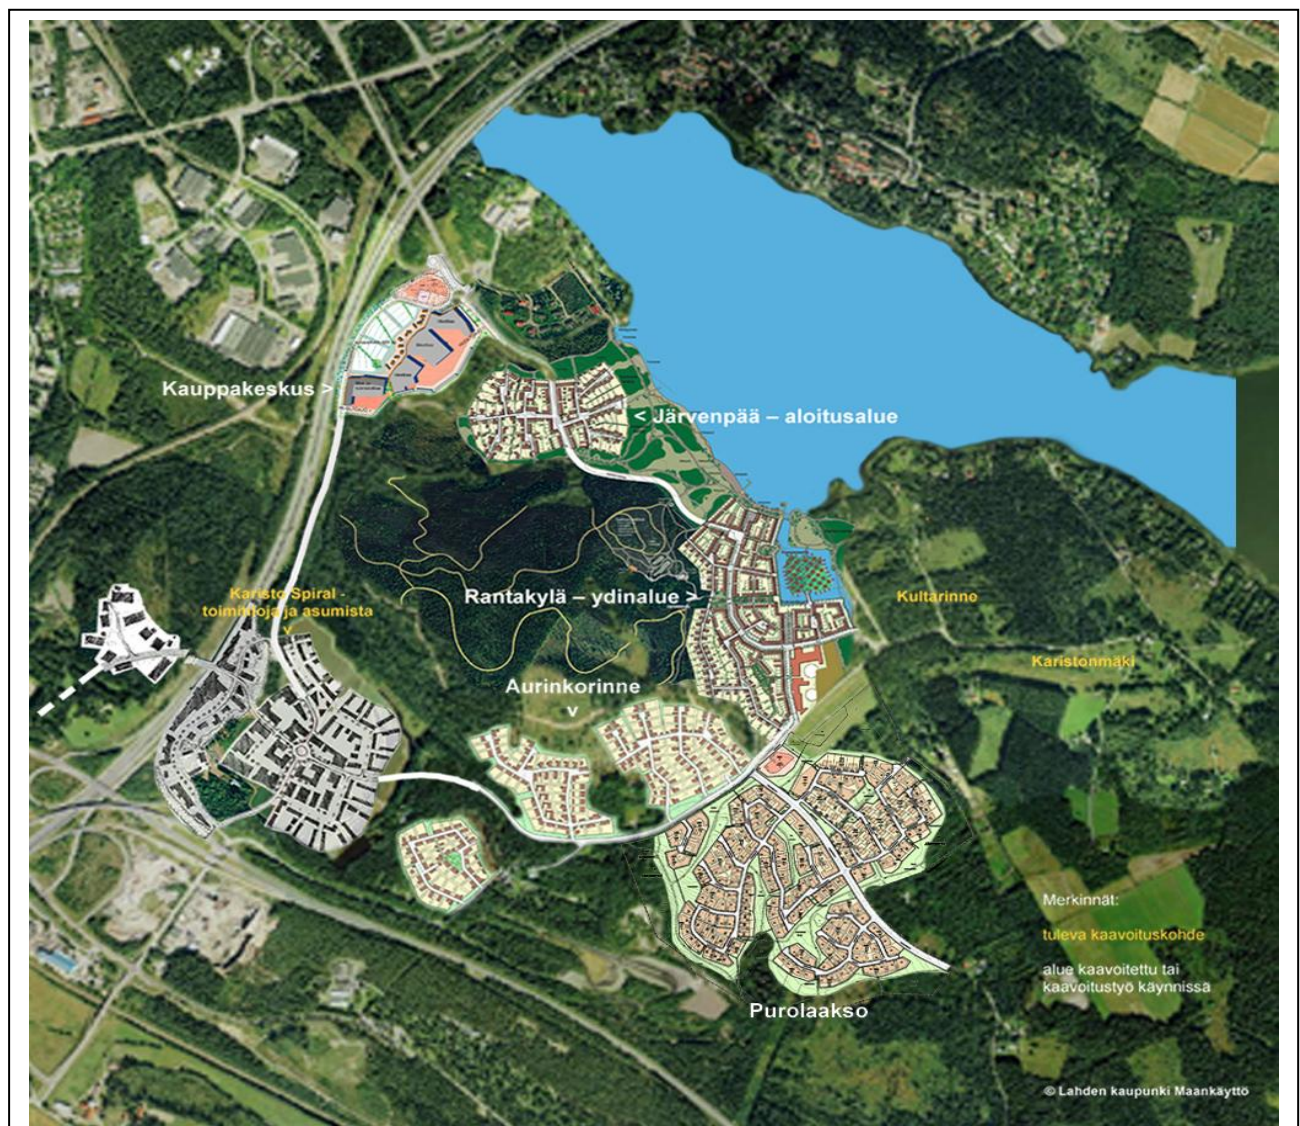 Kauppakeskus >
< Järvenpää – aloitusalue
Karisto Spiral -
toimintoja ja asumista
v
Rantakylä – ydinalue >
Kultarinne
Karistonmäki
Aurinkorinne
v
Merkinnät:
tuleva kaavoituskohde
alue kaavoitettu tai
kaavoitustyö käynnissä
Purolaakso
© Lahden kaupunki Maankäyttö